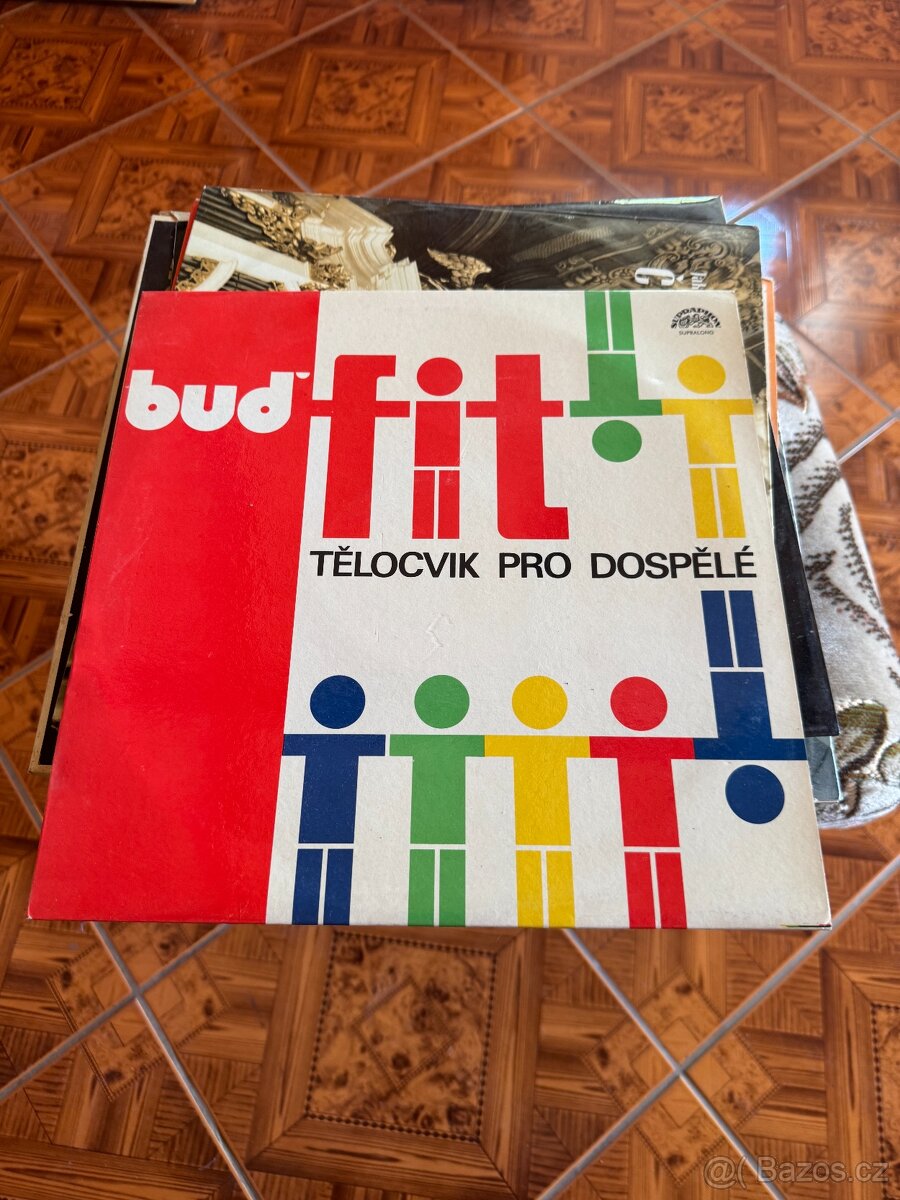 SUPRAPHON
SUPRALONG
buď fit
TĚLOCVIK PRO DOSPĚLÉ
@( Bazos.cz